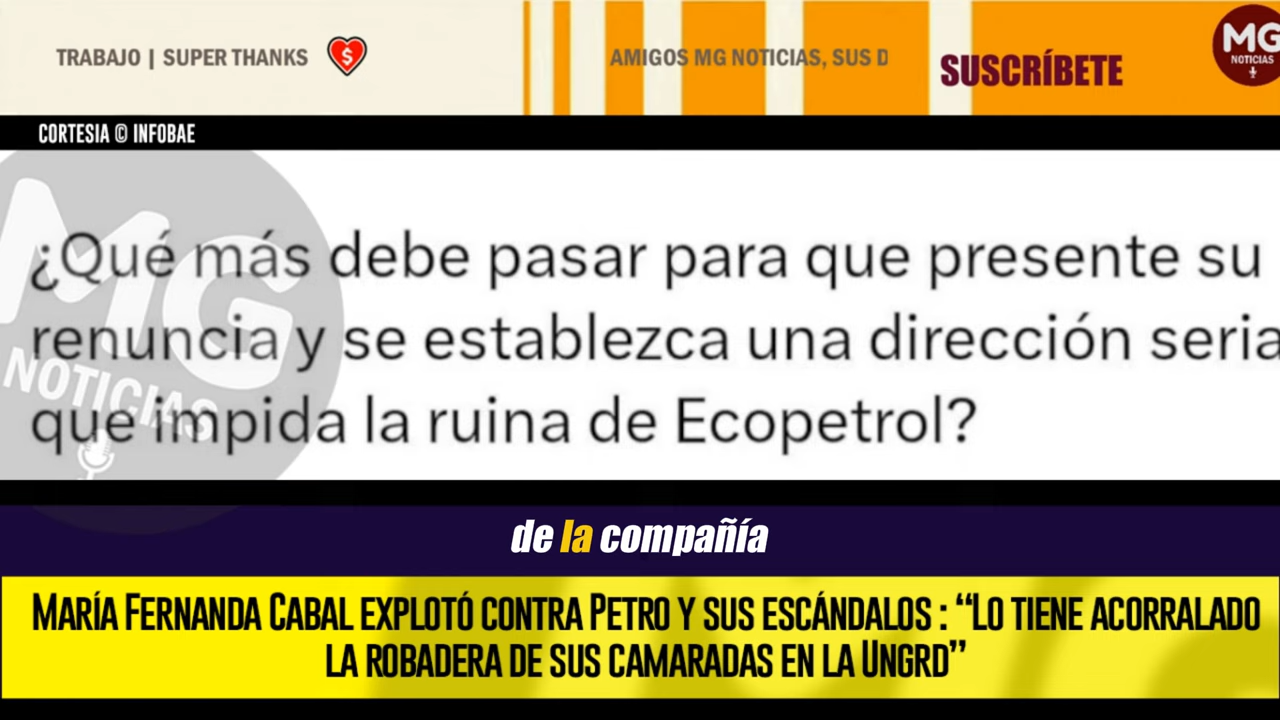 TRABAJO | SUPER THANKS
$
AMIGOS MG NOTICIAS, SUS D
SUSCRÍBETE
MG
NOTICIAS
CORTESIA © INFOBAE
¿Qué más debe pasar para que presente su
renuncia y se establezca una dirección seria
que impida la ruina de Ecopetrol?
MG
NOTICIAS
de la compañía
MARÍA FERNANDA CABAL EXPLOTÓ CONTRA PETRO Y SUS ESCÁNDALOS : “LO TIENE ACORRALADO
LA ROBADERA DE SUS CAMARADAS EN LA UNGRD”